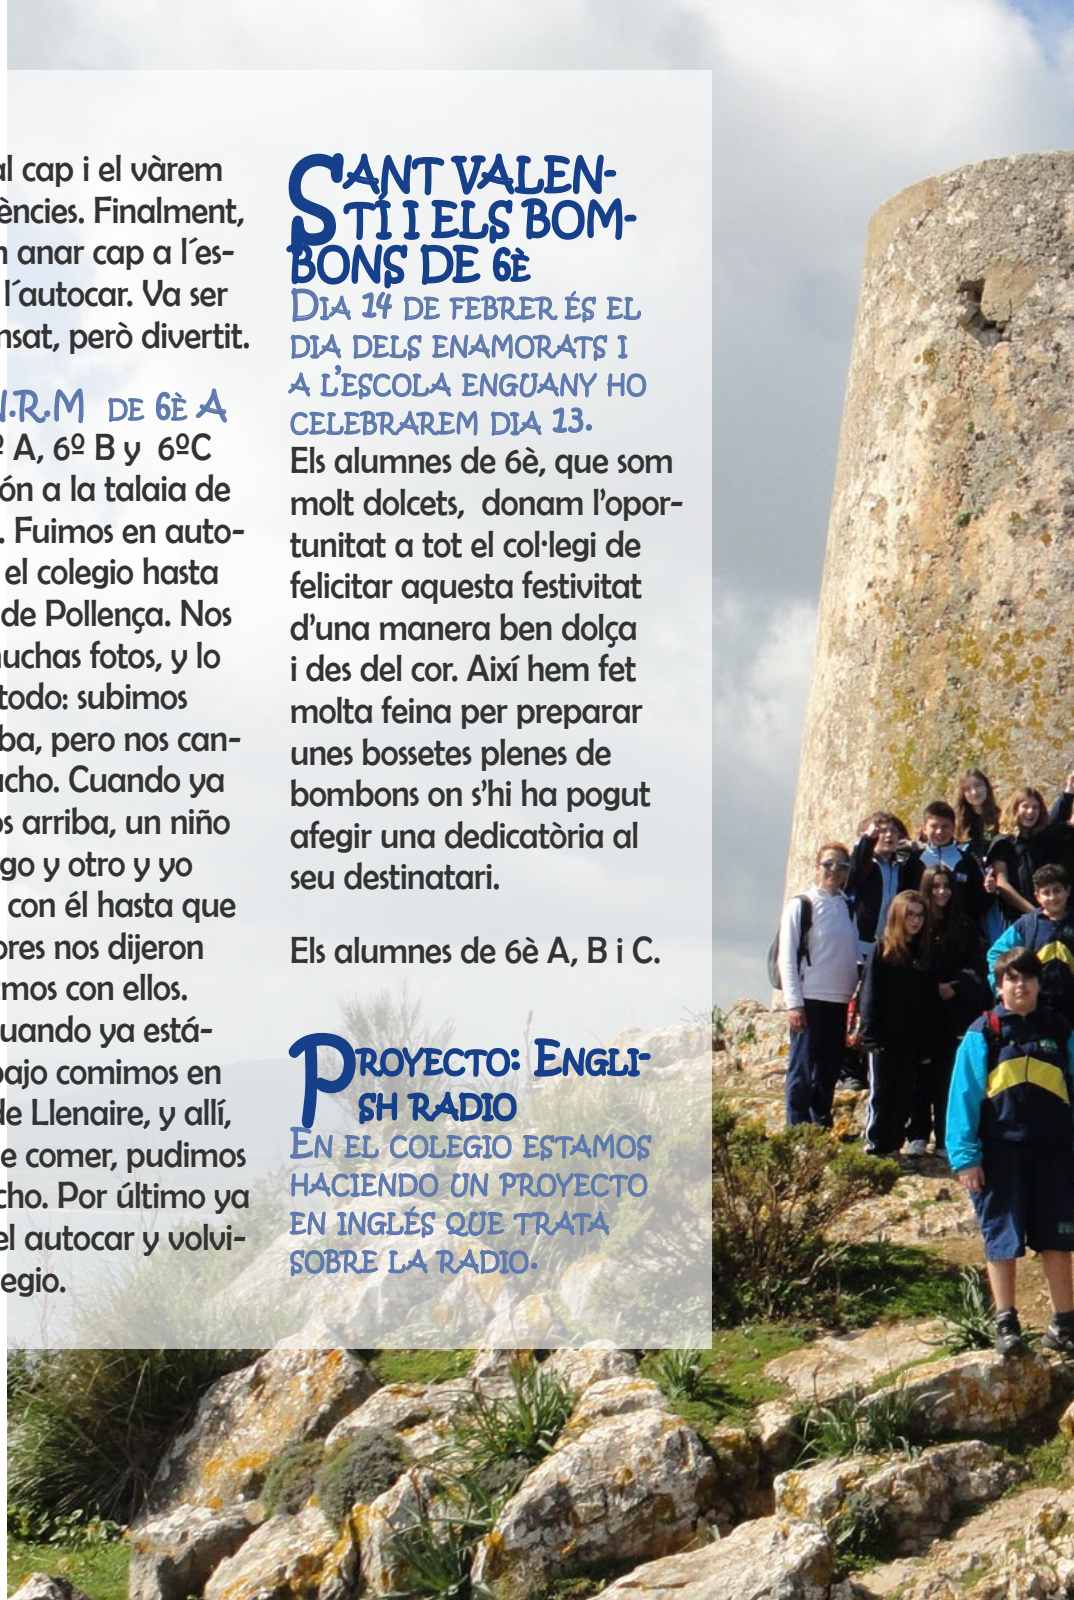 al cap i el vàrem
ències. Finalment,
anar cap a l´es-
l´autocar. Va ser
nsat, però divertit.
N.R.M DE 6È A
º A, 6º B y 6ºC
ón a la talaia de
. Fuimos en auto-
el colegio hasta
de Pollença. Nos
uchas fotos, y lo
todo: subimos
ba, pero nos can-
cho. Cuando ya
os arriba, un niño
go y otro y yo
con él hasta que
ores nos dijeron
mos con ellos.
uando ya está-
bajo comimos en
de Llenaire, y allí,
e comer, pudimos
cho. Por último ya
el autocar y volvi-
egio.
SANT VALEN-
TÍ I ELS BOM-
BONS DE 6È
DIA 14 DE FEBRER ÉS EL
DIA DELS ENAMORATS I
A L’ESCOLA ENGUANY HO
CELEBRAREM DIA 13.
Els alumnes de 6è, que som
molt dolcets, donam l’opor-
tunitat a tot el col·legi de
felicitar aquesta festivitat
d’una manera ben dolça
i des del cor. Així hem fet
molta feina per preparar
unes bossetes plenes de
bombons on s’hi ha pogut
afegir una dedicatòria al
seu destinatari.
Els alumnes de 6è A, B i C.
PROYECTO: ENGLI-
SH RADIO
EN EL COLEGIO ESTAMOS
HACIENDO UN PROYECTO
EN INGLÉS QUE TRATA
SOBRE LA RADIO.